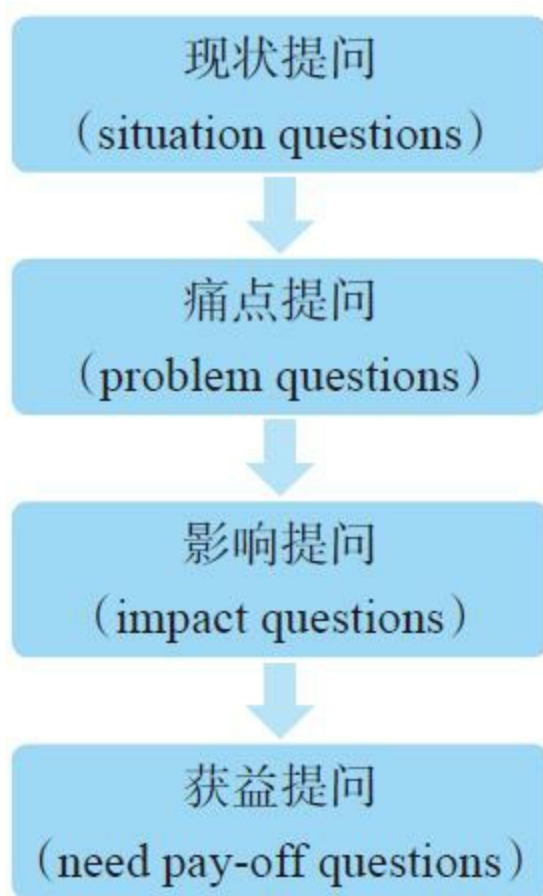 现状提问
（situation questions）
痛点提问
（problem questions）
影响提问
（impact questions）
获益提问
（need pay-off questions）